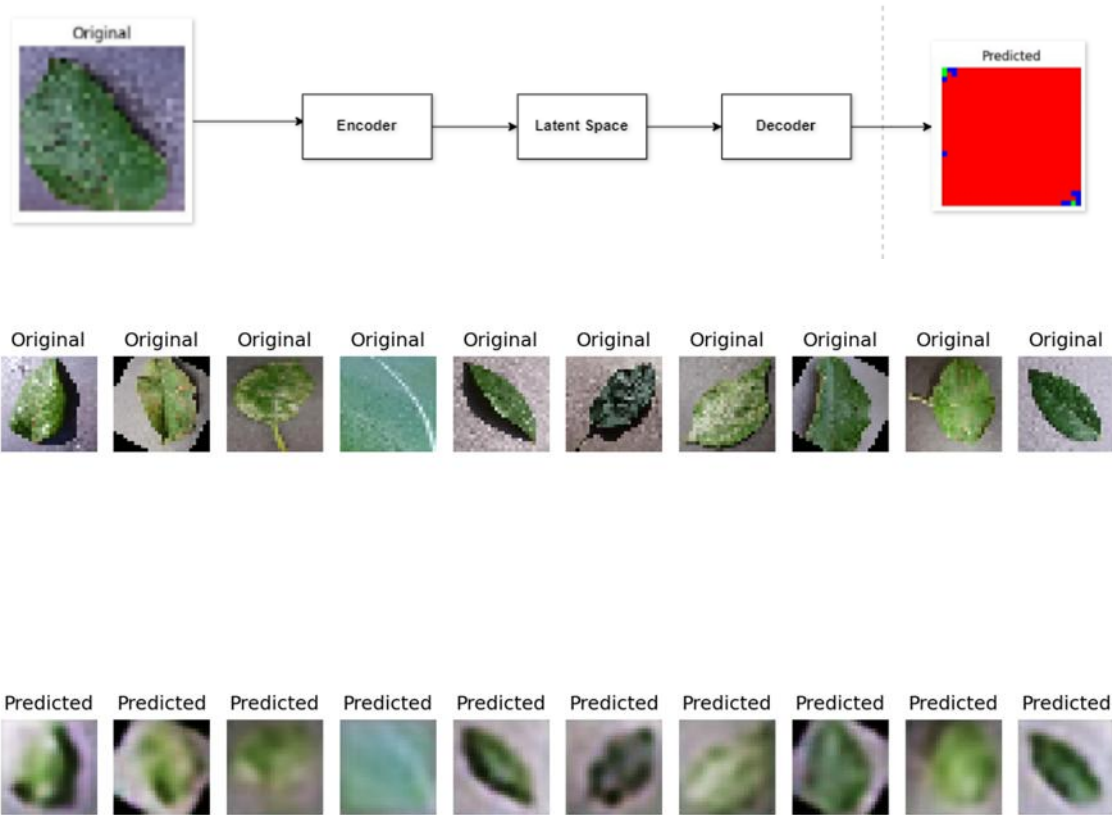 Original
Predicted
Encoder
Latent Space
Decoder
Original Original Original Original Original Original Original Original Original Original
Predicted Predicted Predicted Predicted Predicted Predicted Predicted Predicted Predicted Predicted